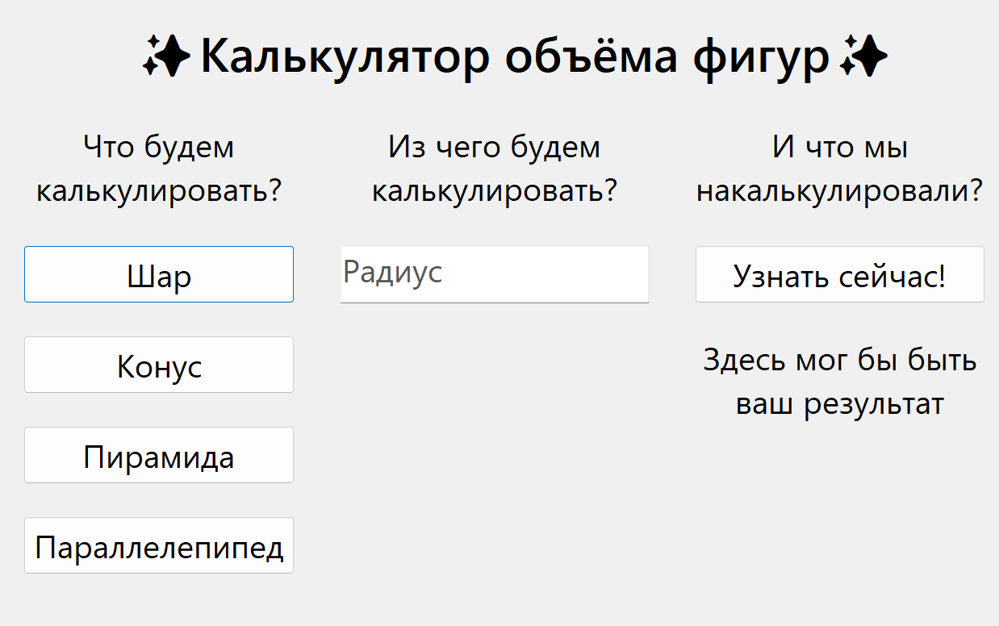 ✨Калькулятор объёма фигур✨
Что будем
калькулировать?
Шар
Конус
Пирамида
Параллелепипед
Из чего будем
калькулировать?
Радиус
И что мы
накалькулировали?
Узнать сейчас!
Здесь мог бы быть
ваш результат